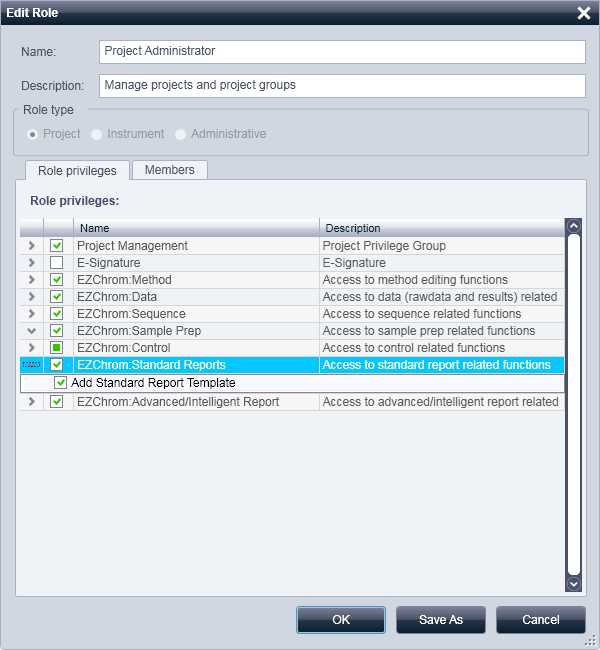 Edit Role
Name: Project Administrator
Description: Manage projects and project groups
Role type
Project Instrument Administrative
Role privileges Members
Role privileges:
Name Description
Project Management Project Privilege Group
E-Signature E-Signature
EZChrom:Method Access to method editing functions
EZChrom:Data Access to data (rawdata and results) related
EZChrom:Sequence Access to sequence related functions
EZChrom:Sample Prep Access to sample prep related functions
EZChrom:Control Access to control related functions
EZChrom:Standard Reports Access to standard report related functions
Add Standard Report Template
EZChrom:Advanced/Intelligent Report Access to advanced/intelligent report related
OK Save As Cancel